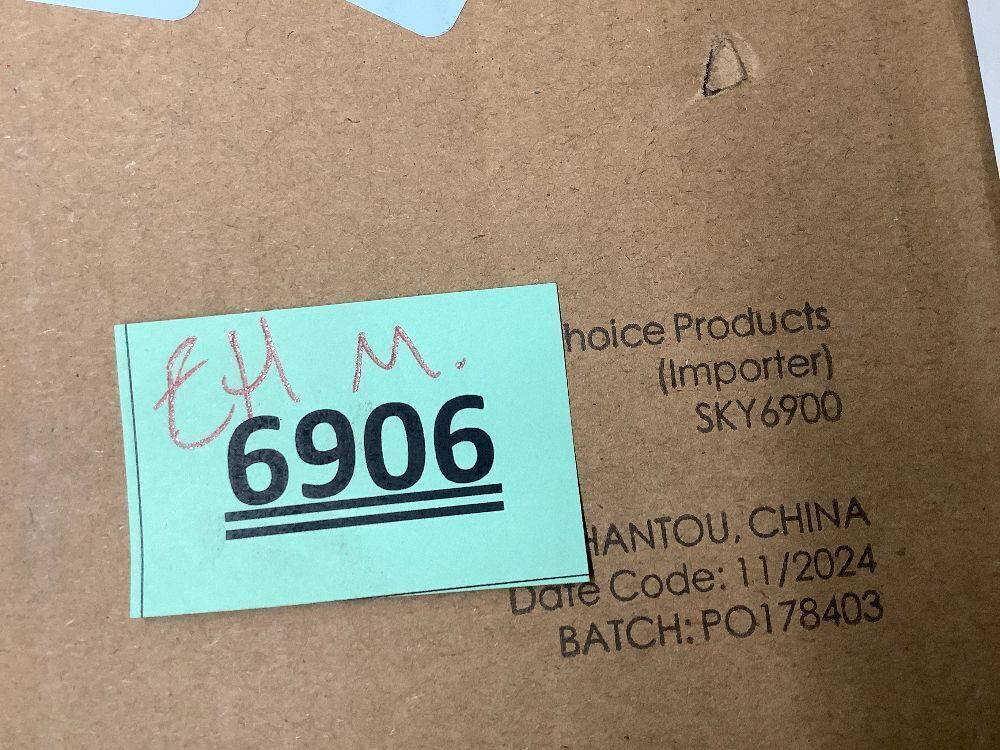 EH M.
6906
hoice Products
(Importer)
SKY6900
HANTOU, CHINA
Date Code: 11/2024
BATCH: PO178403